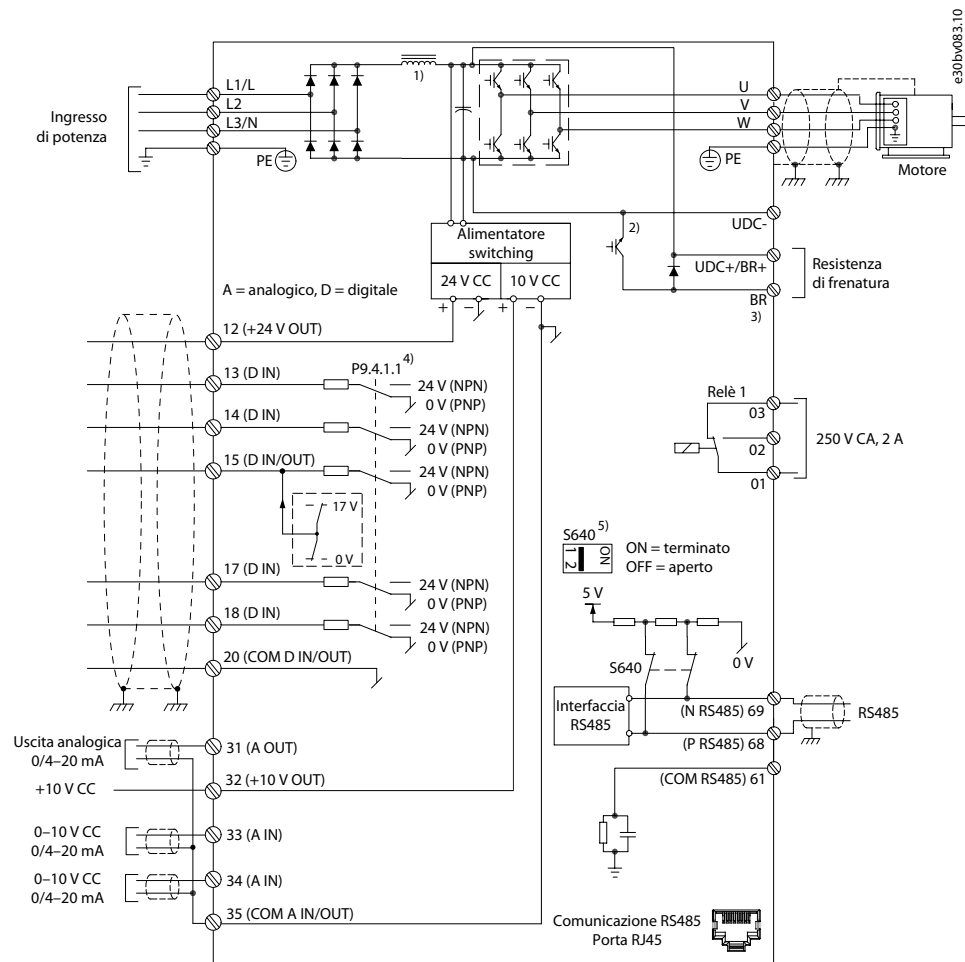 e30bv083.10
Ingresso
di potenza
L1/L
L2
L3/N
PE
1)
U
V
W
PE
Motore
UDC-
2)
UDC+/BR+
BR
3)
Resistenza
di frenatura
Alimentatore
switching
24 V CC
10 V CC
+ − + −
A = analogico, D = digitale
12 (+24 V OUT)
P9.4.1.1 4)
13 (D IN)
24 V (NPN)
0 V (PNP)
14 (D IN)
24 V (NPN)
0 V (PNP)
15 (D IN/OUT)
24 V (NPN)
0 V (PNP)
17 V
0 V
17 (D IN)
24 V (NPN)
0 V (PNP)
18 (D IN)
24 V (NPN)
0 V (PNP)
20 (COM D IN/OUT)
Relè 1
03
02
01
250 V CA, 2 A
S640 5)
1 2
ON
ON = terminato
OFF = aperto
5 V
S640
0 V
Interfaccia
RS485
(N RS485) 69
(P RS485) 68
RS485
(COM RS485) 61
Uscita analogica
0/4–20 mA
31 (A OUT)
+10 V CC
32 (+10 V OUT)
0–10 V CC
0/4–20 mA
33 (A IN)
0–10 V CC
0/4–20 mA
34 (A IN)
35 (COM A IN/OUT)
Comunicazione RS485
Porta RJ45